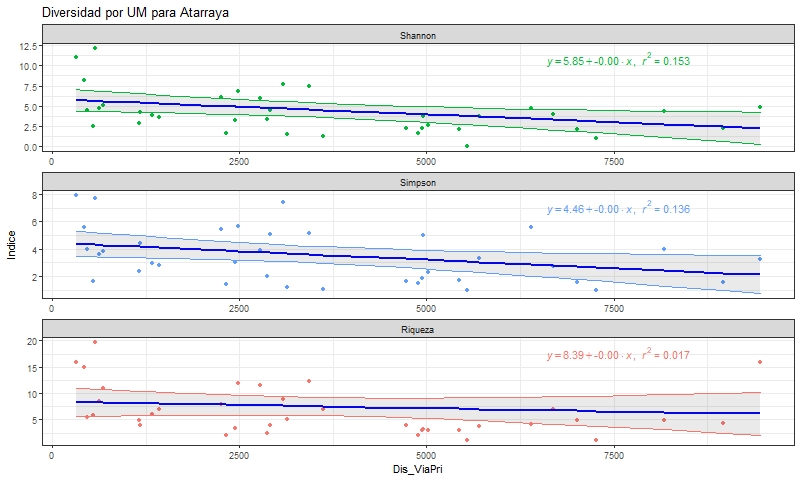 Diversidad por UM para Atarraya
Shannon
12.5
10.0
7.5
5.0
2.5
0.0
y = 5.85 + -0.00 · x, r² = 0.153
0 2500 5000 7500
Simpson
8
6
4
2
y = 4.46 + -0.00 · x, r² = 0.136
0 2500 5000 7500
Indice
Riqueza
20
15
10
5
y = 8.39 + -0.00 · x, r² = 0.017
0 2500 5000 7500
Dis_ViaPri